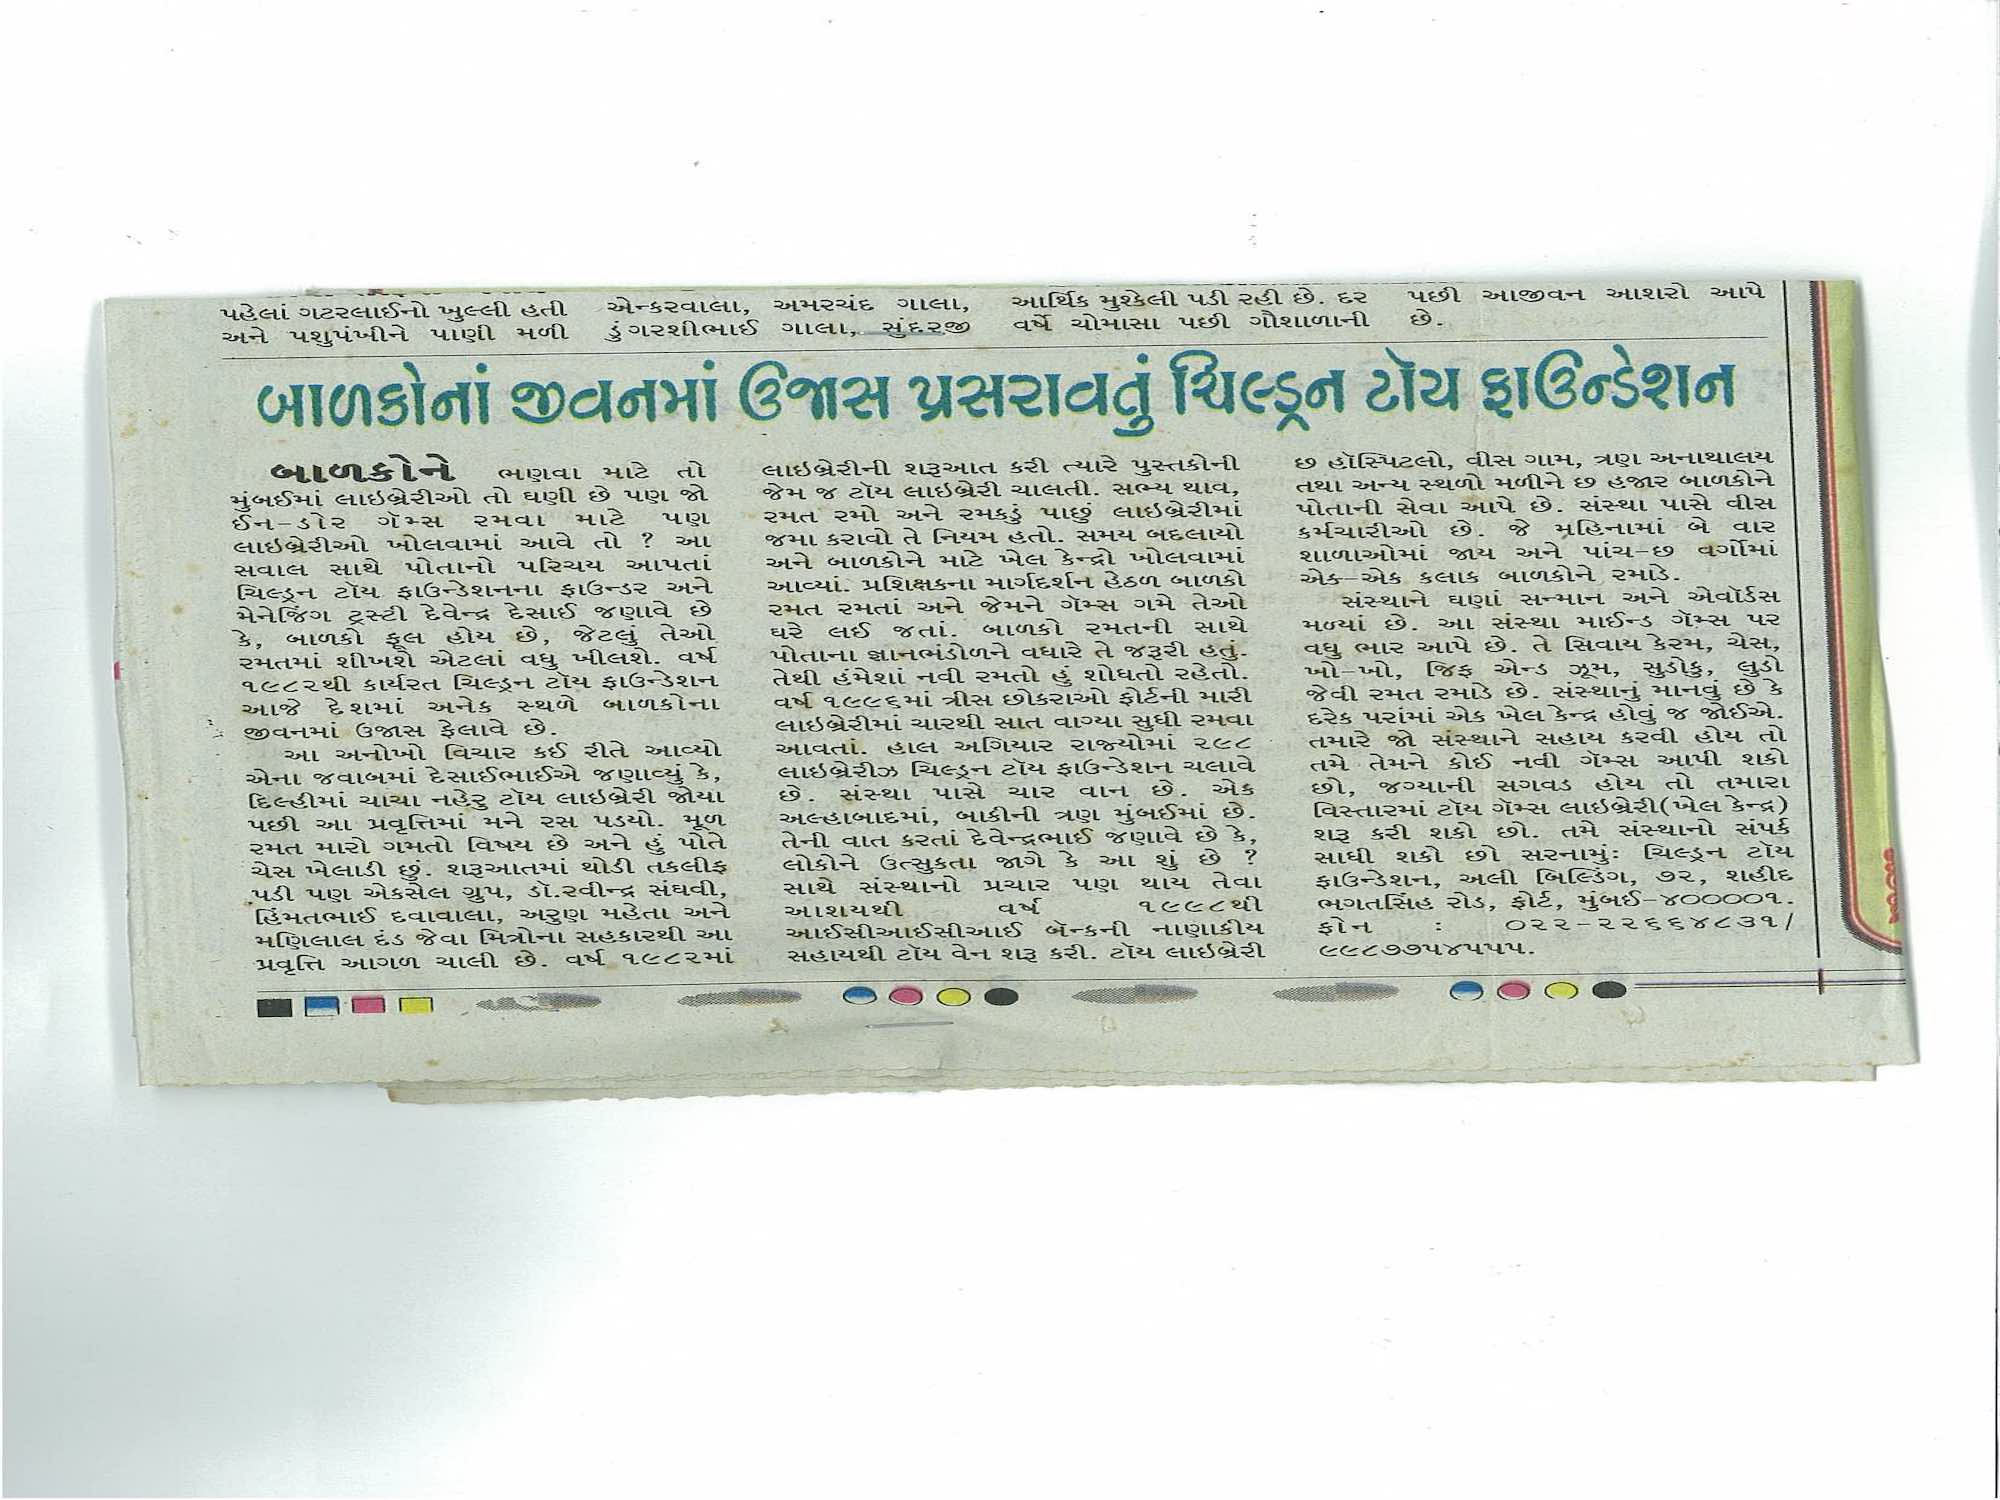 પહેલાં ગટરલાઈનો ખુલ્લી હતી
અને પશુપંખીને પાણી મળી
એન્કરવાલા, અમરચંદ ગાલા,
ડુંગરશીભાઈ ગાલા, સુંદરજી
આર્થિક મુશ્કેલી પડી રહી છે. દર
વર્ષે ચોમાસા પછી ગૌશાળાની
પછી આજીવન આશરો આપે
છે.
બાળકોનાં જીવનમાં ઉજાસ પ્રસરાવતું ચિલ્ડ્રન ટૉય ફાઉન્ડેશન
બાળકોને ભણવા માટે તો
મુંબઈમાં લાઇબ્રેરીઓ તો ઘણી છે પણ જો
ઈન-ડોર ગૅમ્સ રમવા માટે પણ
લાઇબ્રેરીઓ ખોલવામાં આવે તો ? આ
સવાલ સાથે પોતાનો પરિચય આપતાં
ચિલ્ડ્રન ટૉય ફાઉન્ડેશનના ફાઉન્ડર અને
મેનેજિંગ ટ્રસ્ટી દેવેન્દ્ર દેસાઈ જણાવે છે
કે, બાળકો ફૂલ હોય છે, જેટલું તેઓ
રમતમાં શીખશે એટલાં વધુ ખીલશે. વર્ષ
૧૯૮૨થી કાર્યરત ચિલ્ડ્રન ટૉય ફાઉન્ડેશન
આજે દેશમાં અનેક સ્થળે બાળકોના
જીવનમાં ઉજાસ ફેલાવે છે.
આ અનોખો વિચાર કઈ રીતે આવ્યો
એના જવાબમાં દેસાઈભાઈએ જણાવ્યું કે,
દિલ્હીમાં ચાચા નહેરુ ટૉય લાઇબ્રેરી જોયા
પછી આ પ્રવૃત્તિમાં મને રસ પડયો. મૂળ
રમત મારો ગમતો વિષય છે અને હું પોતે
ચેસ ખેલાડી છું. શરૂઆતમાં થોડી તકલીફ
પડી પણ એક્સેલ ગ્રુપ, ડૉ.રવીન્દ્ર સંઘવી,
હિંમતભાઈ દવાવાલા, અરુણ મહેતા અને
મણિલાલ દંડ જેવા મિત્રોના સહકારથી આ
પ્રવૃત્તિ આગળ ચાલી છે. વર્ષ ૧૯૮૨માં
લાઇબ્રેરીની શરૂઆત કરી ત્યારે પુસ્તકોની
જેમ જ ટૉય લાઇબ્રેરી ચાલતી. સભ્ય થાવ,
રમત રમો અને રમકડું પાછું લાઇબ્રેરીમાં
જમા કરાવો તે નિયમ હતો. સમય બદલાયો
અને બાળકોને માટે ખેલ કેન્દ્રો ખોલવામાં
આવ્યાં. પ્રશિક્ષકના માર્ગદર્શન હેઠળ બાળકો
રમત રમતાં અને જેમને ગૅમ્સ ગમે તેઓ
ઘરે લઈ જતાં. બાળકો રમતની સાથે
પોતાના જ્ઞાનભંડોળને વધારે તે જરૂરી હતું.
તેથી હંમેશાં નવી રમતો હું શોધતો રહેતો.
વર્ષ ૧૯૯૬માં ત્રીસ છોકરાઓ ફોર્ટની મારી
લાઇબ્રેરીમાં ચારથી સાત વાગ્યા સુધી રમવા
આવતાં. હાલ અગિયાર રાજ્યોમાં ૨૯૮
લાઇબ્રેરીઝ ચિલ્ડ્રન ટૉય ફાઉન્ડેશન ચલાવે
છે. સંસ્થા પાસે ચાર વાન છે. એક
અલ્હાબાદમાં, બાકીની ત્રણ મુંબઈમાં છે.
તેની વાત કરતાં દેવેન્દ્રભાઈ જણાવે છે કે,
લોકોને ઉત્સુકતા જાગે કે આ શું છે ?
સાથે સંસ્થાનો પ્રચાર પણ થાય તેવા
આશયથી વર્ષ ૧૯૯૮થી
આઈસીઆઈસીઆઈ બૅન્કની નાણાકીય
સહાયથી ટૉય વેન શરૂ કરી. ટૉય લાઇબ્રેરી
છ હૉસ્પિટલો, વીસ ગામ, ત્રણ અનાથાલય
તથા અન્ય સ્થળો મળીને છ હજાર બાળકોને
પોતાની સેવા આપે છે. સંસ્થા પાસે વીસ
કર્મચારીઓ છે. જે મહિનામાં બે વાર
શાળાઓમાં જાય અને પાંચ-છ વર્ગોમાં
એક-એક કલાક બાળકોને રમાડે.
સંસ્થાને ઘણાં સન્માન અને એવૉર્ડસ
મળ્યાં છે. આ સંસ્થા માઈન્ડ ગૅમ્સ પર
વધુ ભાર આપે છે. તે સિવાય કેરમ, ચેસ,
ખો-ખો, જિફ એન્ડ ઝૂમ, સુડોકુ, લુડો
જેવી રમત રમાડે છે. સંસ્થાનું માનવું છે કે
દરેક પરાંમાં એક ખેલ કેન્દ્ર હોવું જ જોઈએ.
તમારે જો સંસ્થાને સહાય કરવી હોય તો
તમે તેમને કોઈ નવી ગૅમ્સ આપી શકો
છો, જગ્યાની સગવડ હોય તો તમારા
વિસ્તારમાં ટૉય ગૅમ્સ લાઇબ્રેરી(ખેલ કેન્દ્ર)
શરૂ કરી શકો છો. તમે સંસ્થાનો સંપર્ક
સાધી શકો છો સરનામું: ચિલ્ડ્રન ટૉય
ફાઉન્ડેશન, અલી બિલ્ડિંગ, ૭૨, શહીદ
ભગતસિંહ રોડ, ફોર્ટ, મુંબઈ-૪૦૦૦૦૧.
ફોન : ૦૨૨-૨૨૬૬૪૮૩૧/
૯૯૮૭૭૫૪૫૫૫.